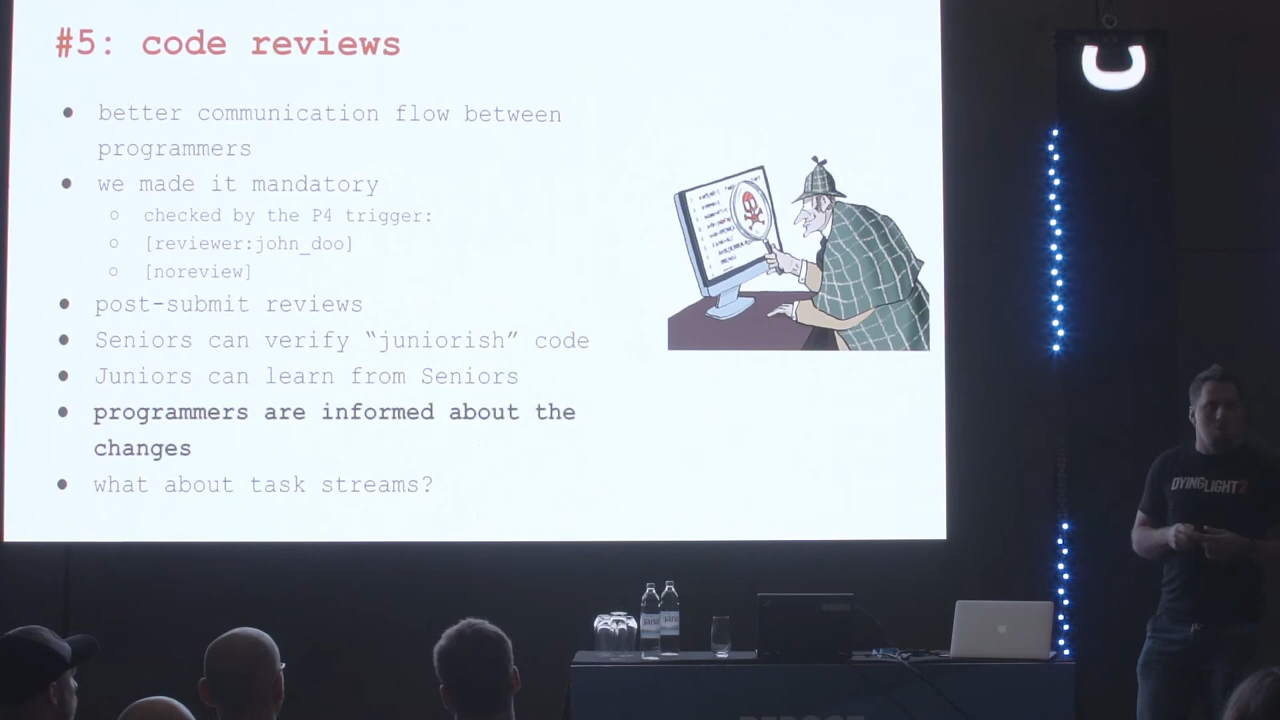 #5: code reviews
● better communication flow between
programmers
● we made it mandatory
○ checked by the P4 trigger:
○ [reviewer:john_doo]
○ [noreview]
● post-submit reviews
● Seniors can verify “juniorish” code
● Juniors can learn from Seniors
● programmers are informed about the
changes
● what about task streams?
DYING LIGHT 2
jana
jana